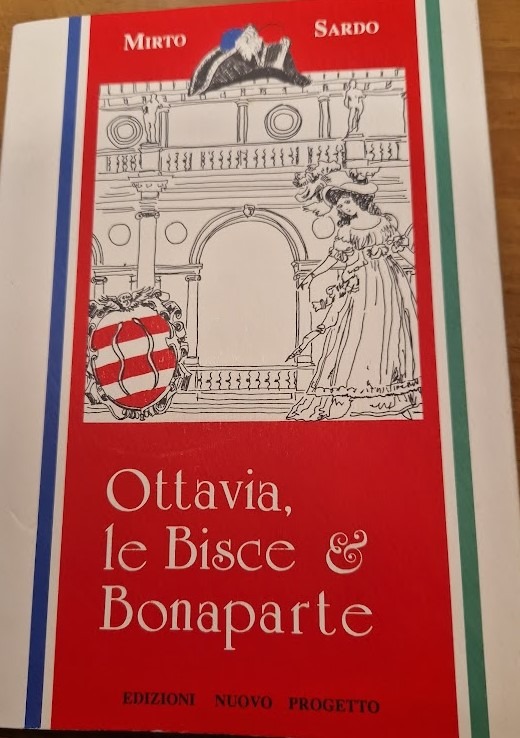 MIRTO SARDO
Ottavia,
le Bisce &
Bonaparte
EDIZIONI NUOVO PROGETTO